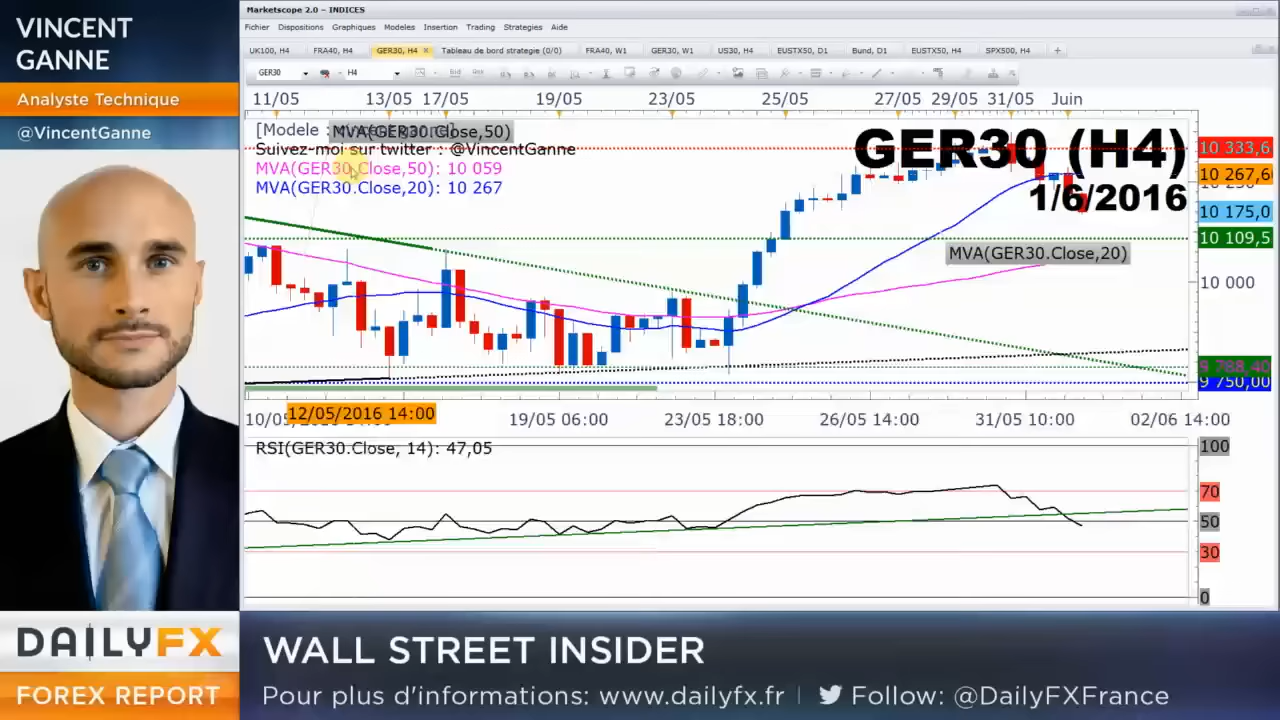 VINCENT
GANNE
Analyste Technique
@VincentGanne
Marketscope 2.0 – INDICES
Fichier Dispositions Graphiques Modeles Insertion Trading Strategies Aide
UK100, H4 FRA40, H4 GER30, H4 Tableau de bord strategie (0/0) FRA40, W1 GER30, W1 US30, H4 EUSTX50, D1 Bund, D1 EUSTX50, H4 SPX500, H4
GER30 H4
11/05 13/05 17/05 19/05 23/05 25/05 27/05 29/05 31/05 Juin
[Modele :
MVA(GER30.Close,50)
Suivez-moi sur twitter : @VincentGanne
MVA(GER30.Close,50): 10 059
MVA(GER30.Close,20): 10 267
GER30 (H4)
1/6/2016
MVA(GER30.Close,20)
10 333,6
10 267,6
10 175,0
10 109,5
10 000
9 788,40
9 750,00
12/05/2016 14:00 19/05 06:00 23/05 18:00 26/05 14:00 31/05 10:00 02/06 14:00
RSI(GER30.Close, 14): 47,05
100
70
50
30
0
DAILYFX
FOREX REPORT
WALL STREET INSIDER
Pour plus d'informations: www.dailyfx.fr | Follow: @DailyFXFrance